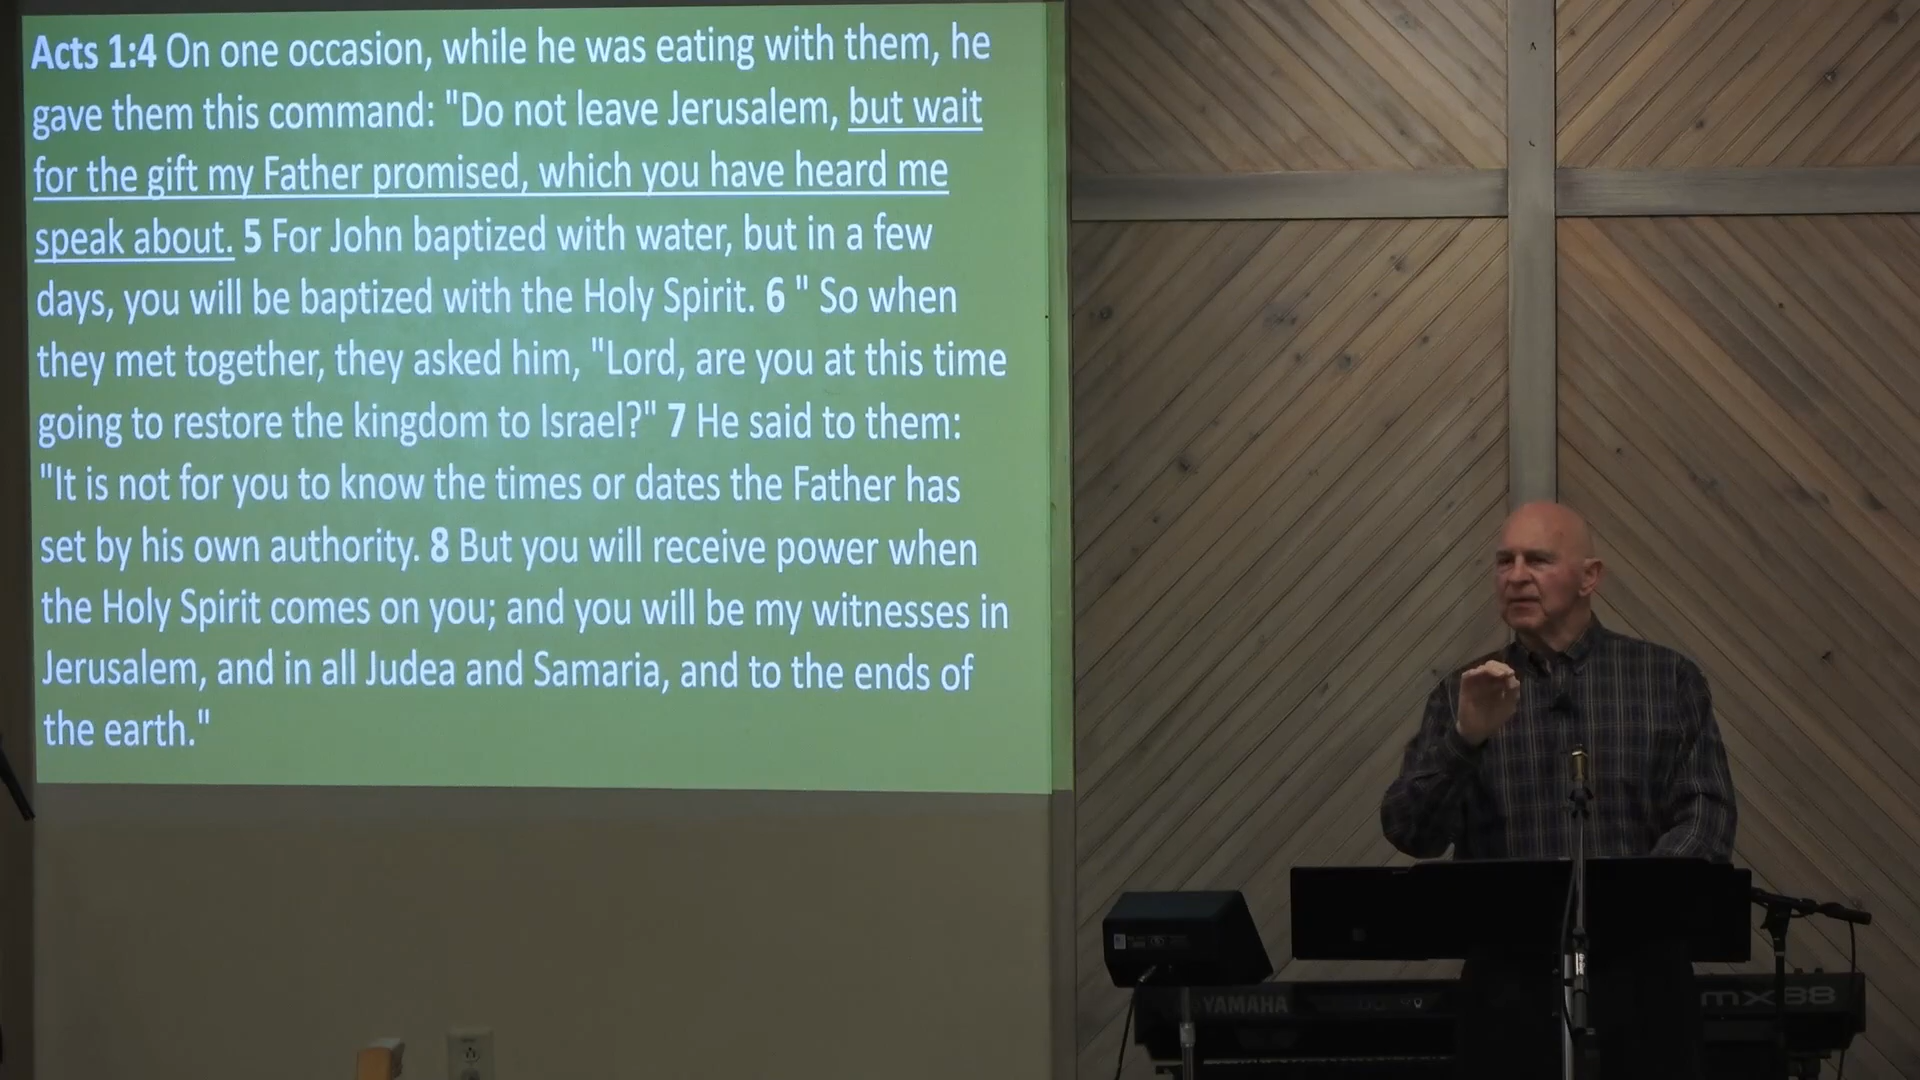 Acts 1:4 On one occasion, while he was eating with them, he
gave them this command: "Do not leave Jerusalem, but wait
for the gift my Father promised, which you have heard me
speak about. 5 For John baptized with water, but in a few
days, you will be baptized with the Holy Spirit. 6 " So when
they met together, they asked him, "Lord, are you at this time
going to restore the kingdom to Israel?" 7 He said to them:
"It is not for you to know the times or dates the Father has
set by his own authority. 8 But you will receive power when
the Holy Spirit comes on you; and you will be my witnesses in
Jerusalem, and in all Judea and Samaria, and to the ends of
the earth."
YAMAHA
mx88